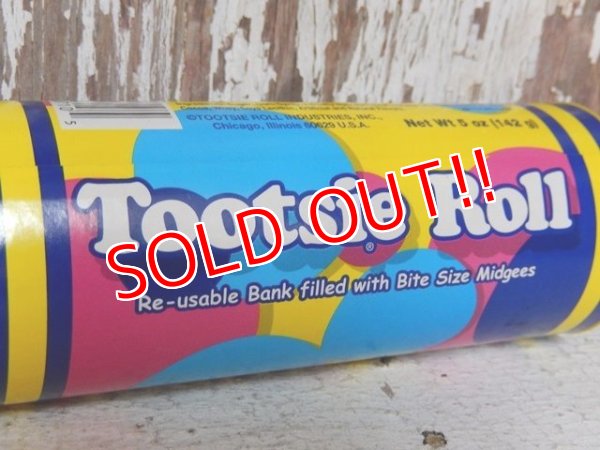 ©TOOTSIE ROLL INDUSTRIES, INC.,
Chicago, Illinois 60629 U.S.A.
Net Wt 5 oz (142 g)
Tootsie Roll
®
SOLD OUT!!
Re-usable Bank filled with Bite Size Midgees